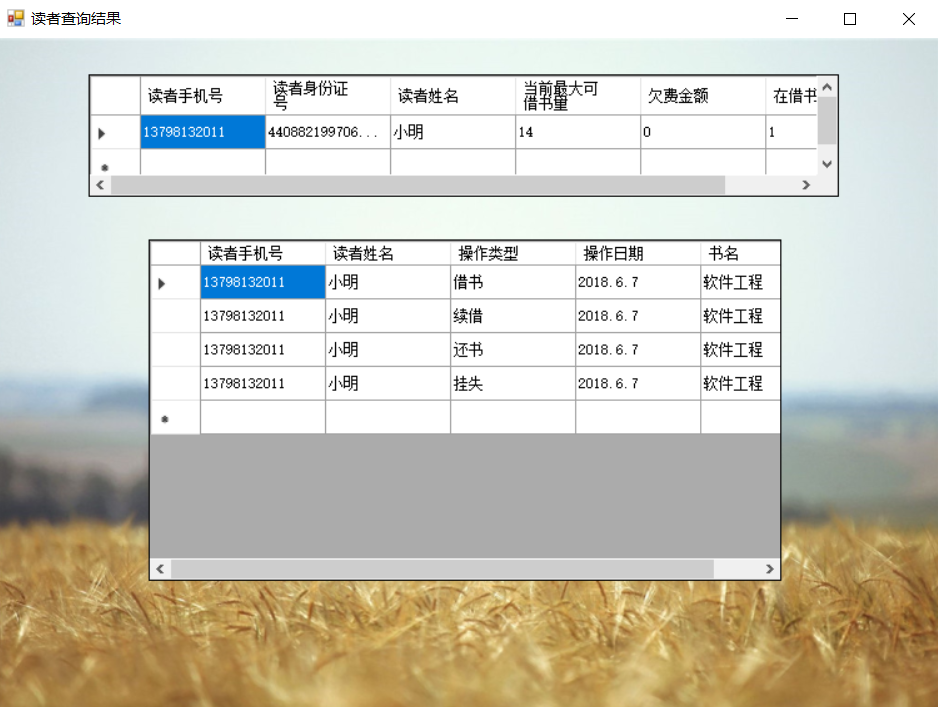 读者查询结果
读者手机号 读者身份证号 读者姓名 当前最大可借书量 欠费金额 在借书
13798132011 440882199706... 小明 14 0 1
读者手机号 读者姓名 操作类型 操作日期 书名
13798132011 小明 借书 2018.6.7 软件工程
13798132011 小明 续借 2018.6.7 软件工程
13798132011 小明 还书 2018.6.7 软件工程
13798132011 小明 挂失 2018.6.7 软件工程